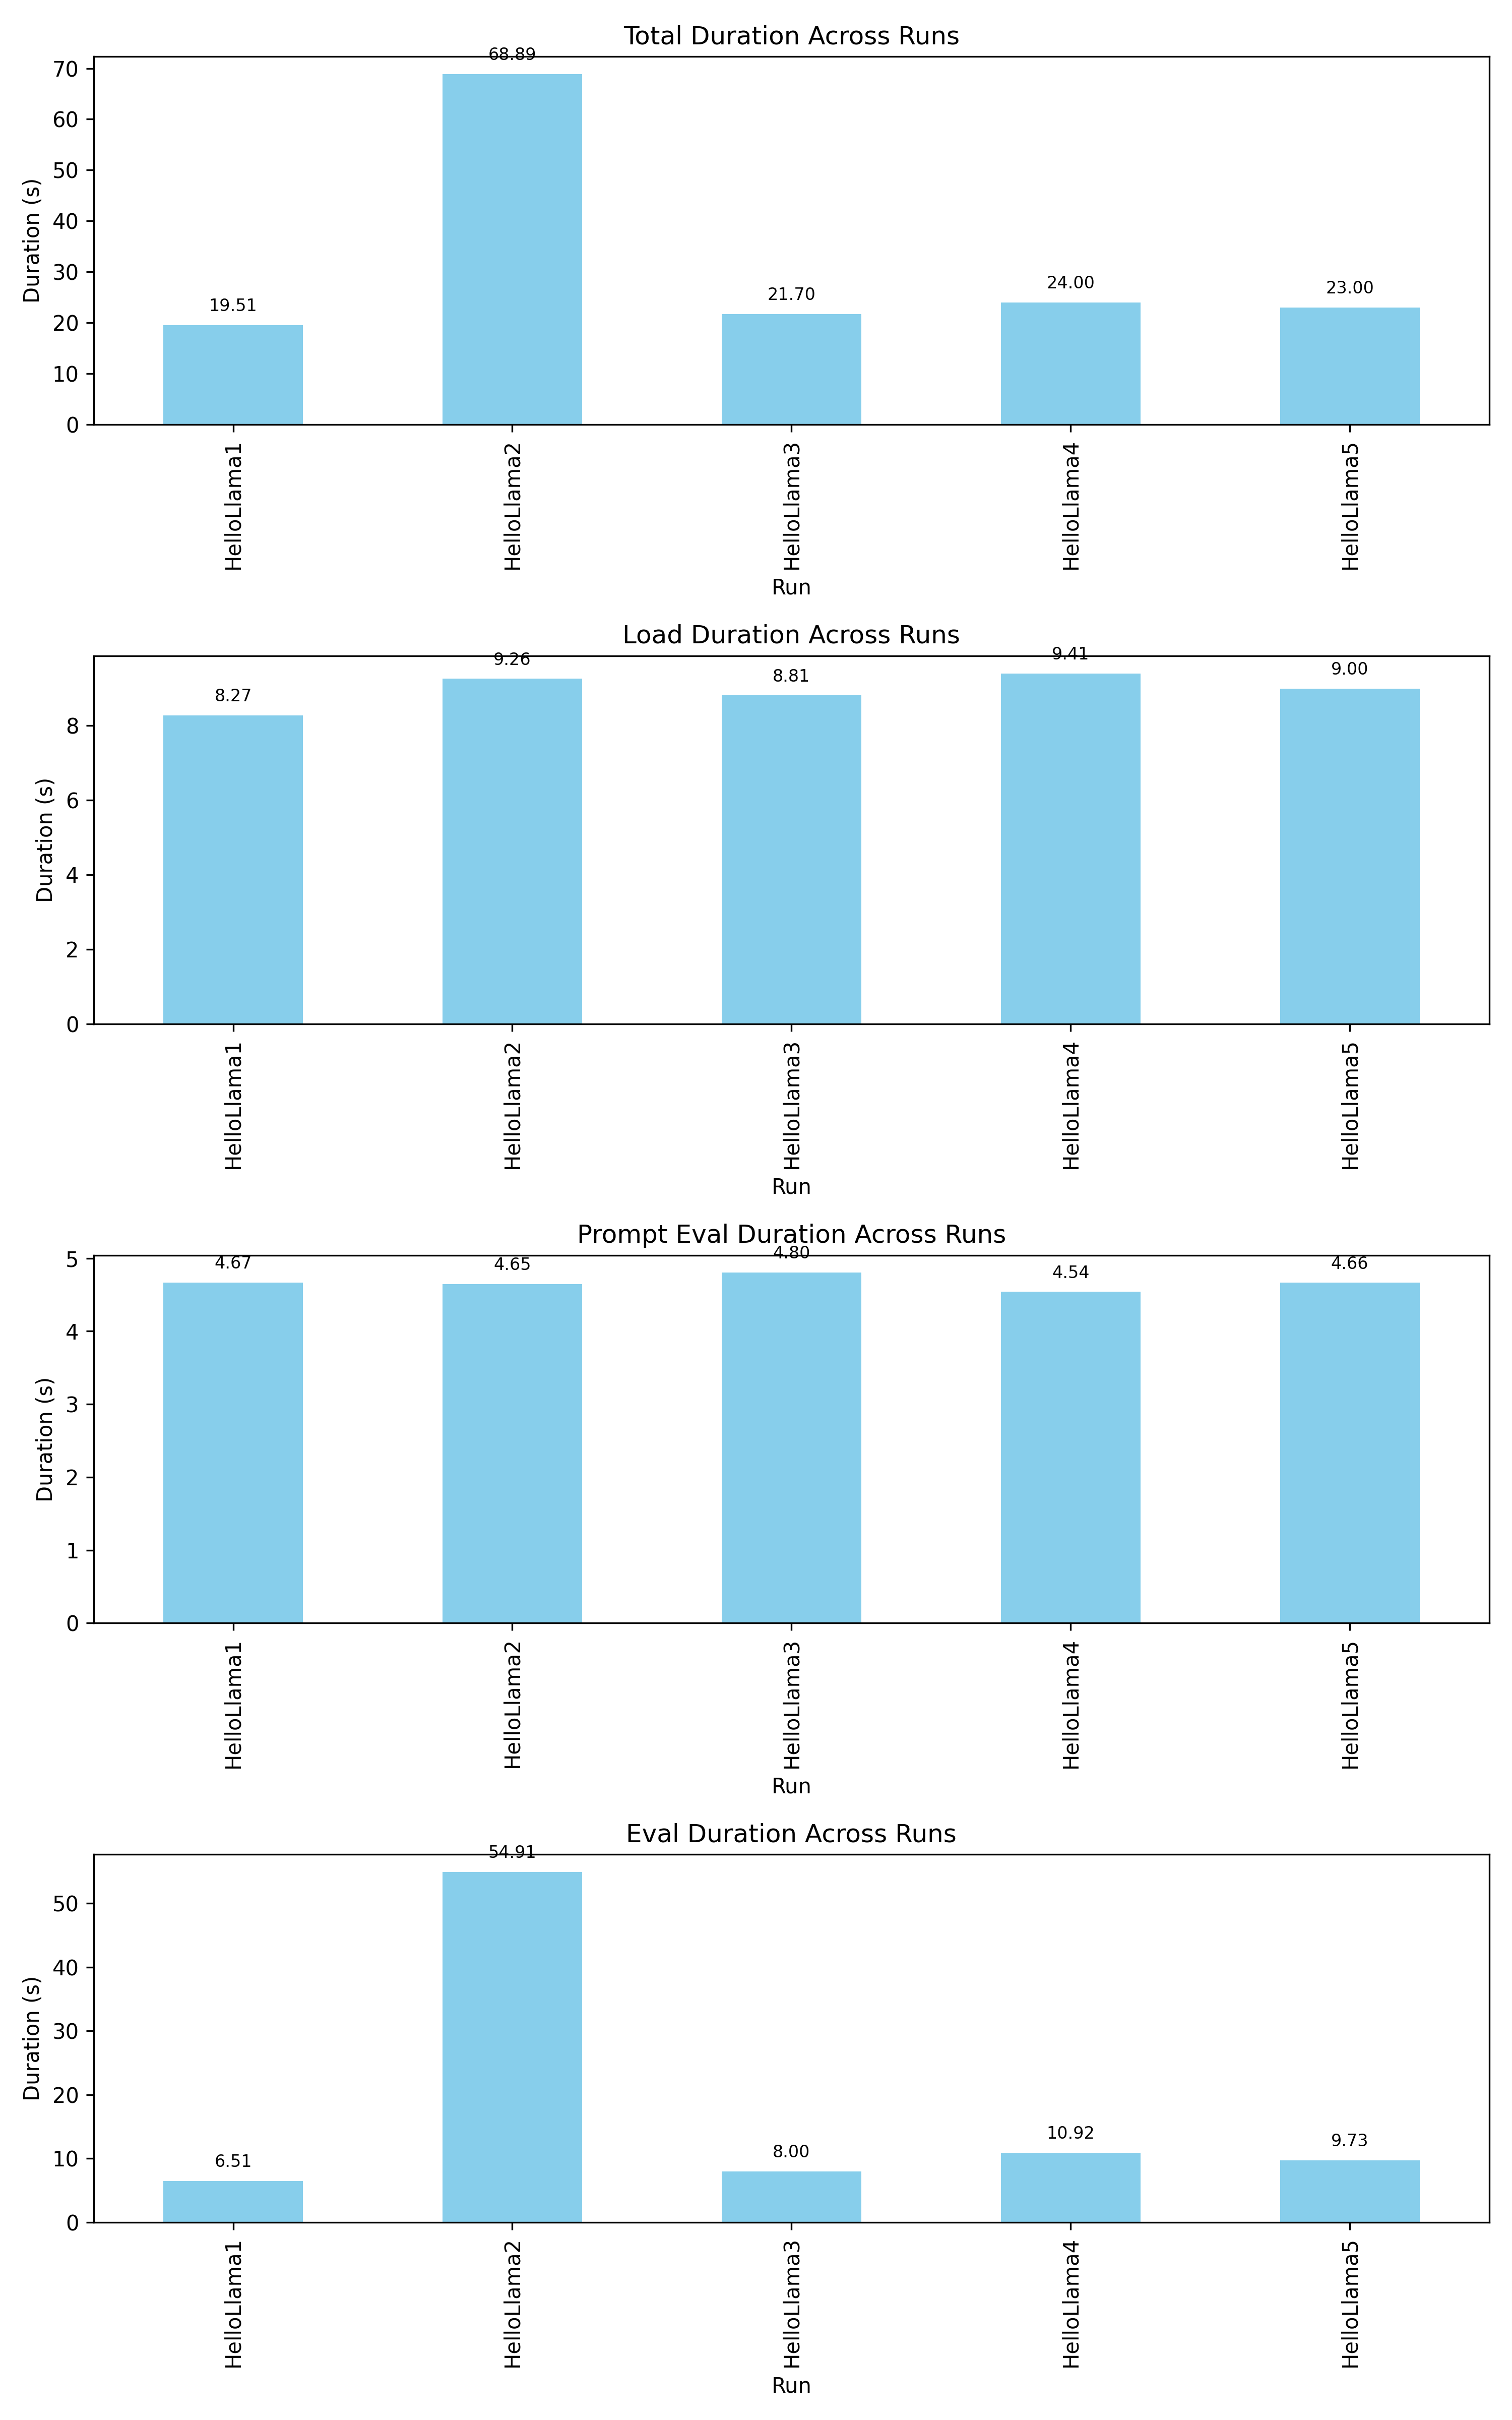 Total Duration Across Runs
Duration (s)
70
60
50
40
30
20
10
0
19.51
68.89
21.70
24.00
23.00
HelloLlama1
HelloLlama2
HelloLlama3
HelloLlama4
HelloLlama5
Run
Load Duration Across Runs
Duration (s)
8
6
4
2
0
8.27
9.26
8.81
9.41
9.00
HelloLlama1
HelloLlama2
HelloLlama3
HelloLlama4
HelloLlama5
Run
Prompt Eval Duration Across Runs
Duration (s)
5
4
3
2
1
0
4.67
4.65
4.80
4.54
4.66
HelloLlama1
HelloLlama2
HelloLlama3
HelloLlama4
HelloLlama5
Run
Eval Duration Across Runs
Duration (s)
50
40
30
20
10
0
6.51
54.91
8.00
10.92
9.73
HelloLlama1
HelloLlama2
HelloLlama3
HelloLlama4
HelloLlama5
Run